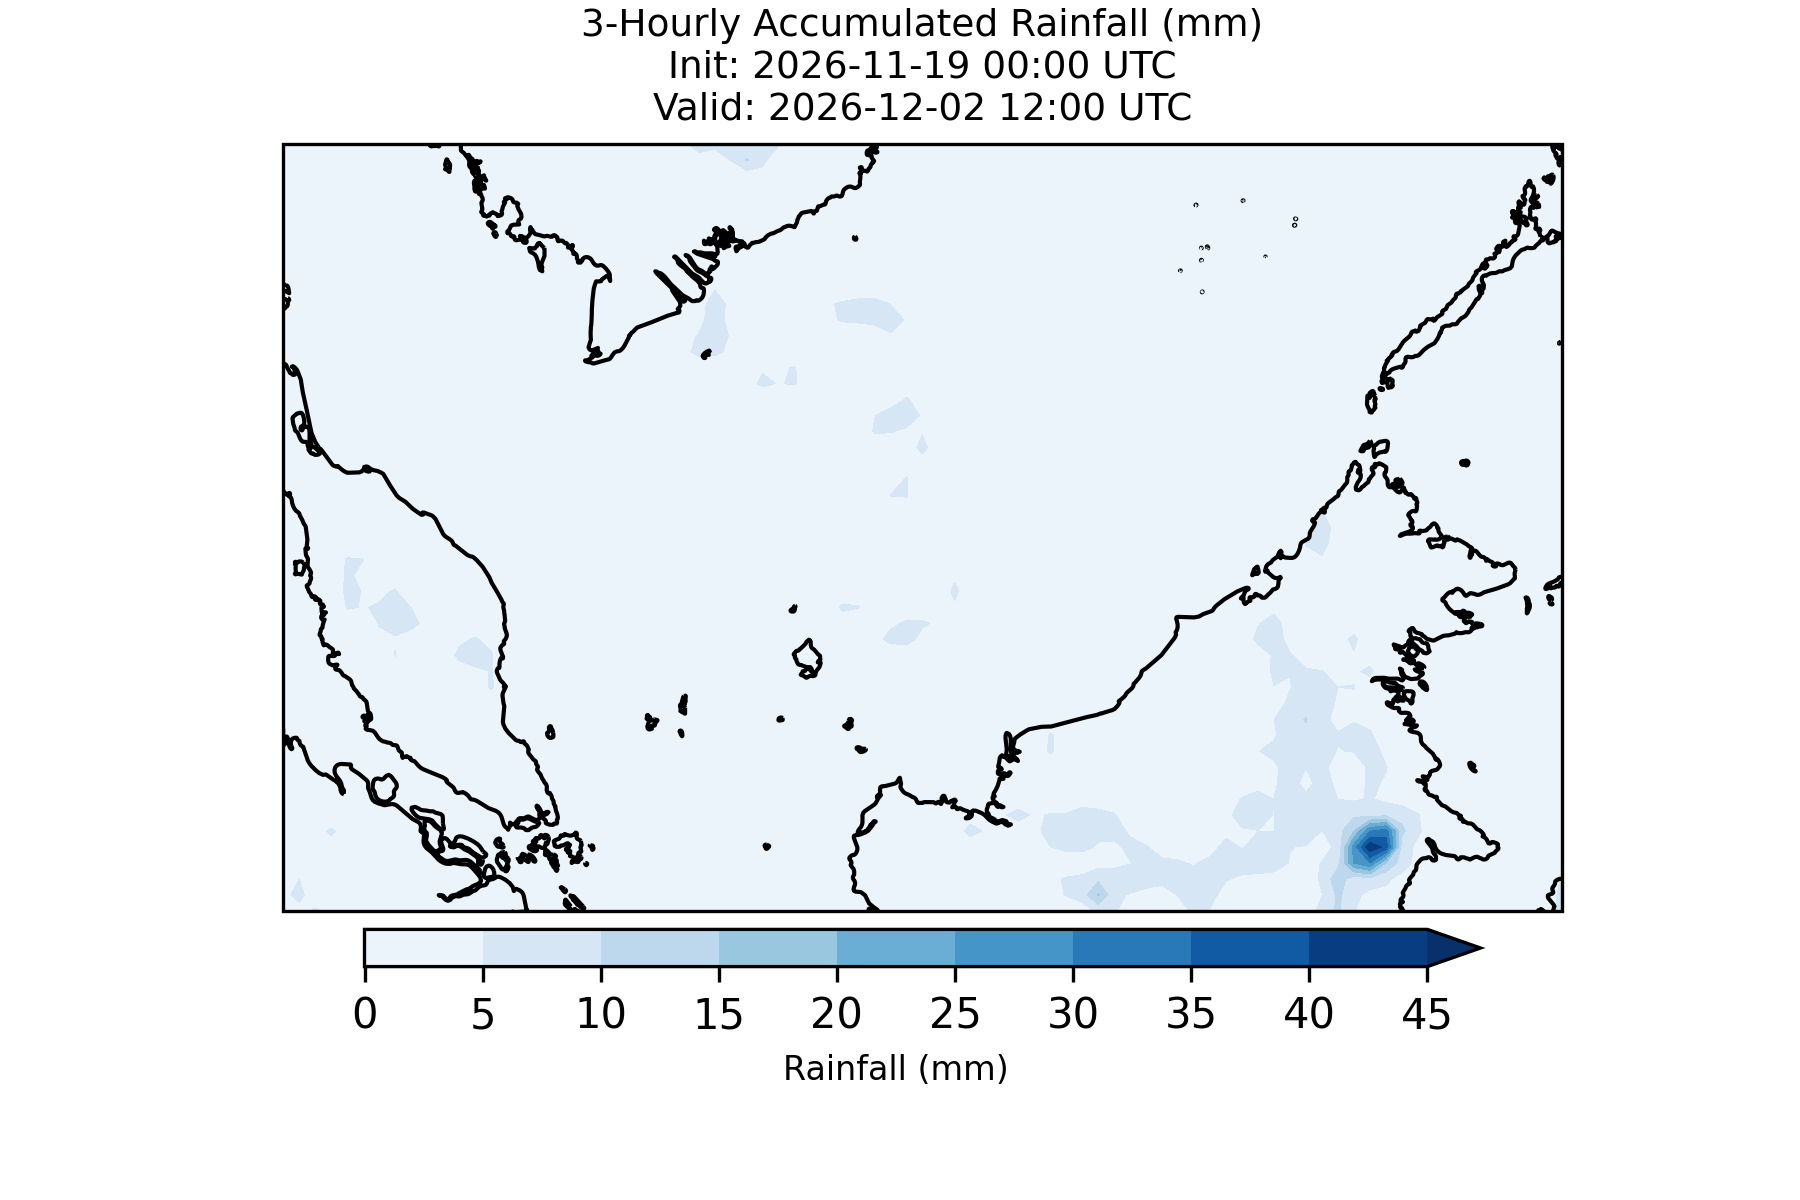 3-Hourly Accumulated Rainfall (mm)
Init: 2026-11-19 00:00 UTC
Valid: 2026-12-02 12:00 UTC
0 5 10 15 20 25 30 35 40 45
Rainfall (mm)